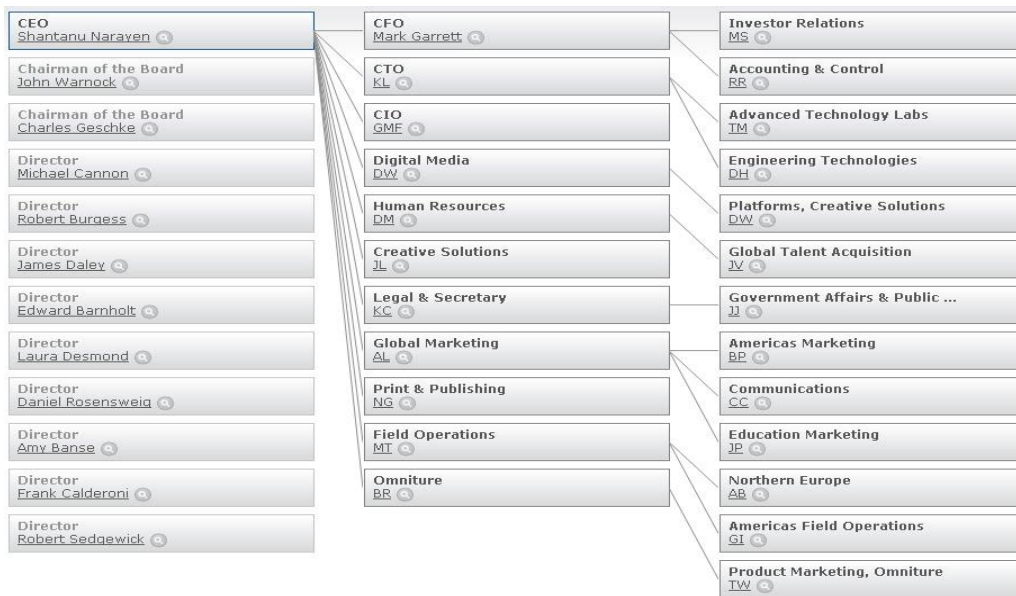 CEO
Shantanu Narayen
Chairman of the Board
John Warnock
Chairman of the Board
Charles Geschke
Director
Michael Cannon
Director
Robert Burgess
Director
James Daley
Director
Edward Barnholt
Director
Laura Desmond
Director
Daniel Rosensweig
Director
Amy Banse
Director
Frank Calderoni
Director
Robert Sedgewick
CFO
Mark Garrett
CTO
KL
CIO
GMF
Digital Media
DW
Human Resources
DM
Creative Solutions
JL
Legal & Secretary
KC
Global Marketing
AL
Print & Publishing
NG
Field Operations
MT
Omniture
BR
Investor Relations
MS
Accounting & Control
RR
Advanced Technology Labs
TM
Engineering Technologies
DH
Platforms, Creative Solutions
DW
Global Talent Acquisition
JV
Government Affairs & Public ...
JJ
Americas Marketing
BP
Communications
CC
Education Marketing
JP
Northern Europe
AB
Americas Field Operations
GI
Product Marketing, Omniture
TW